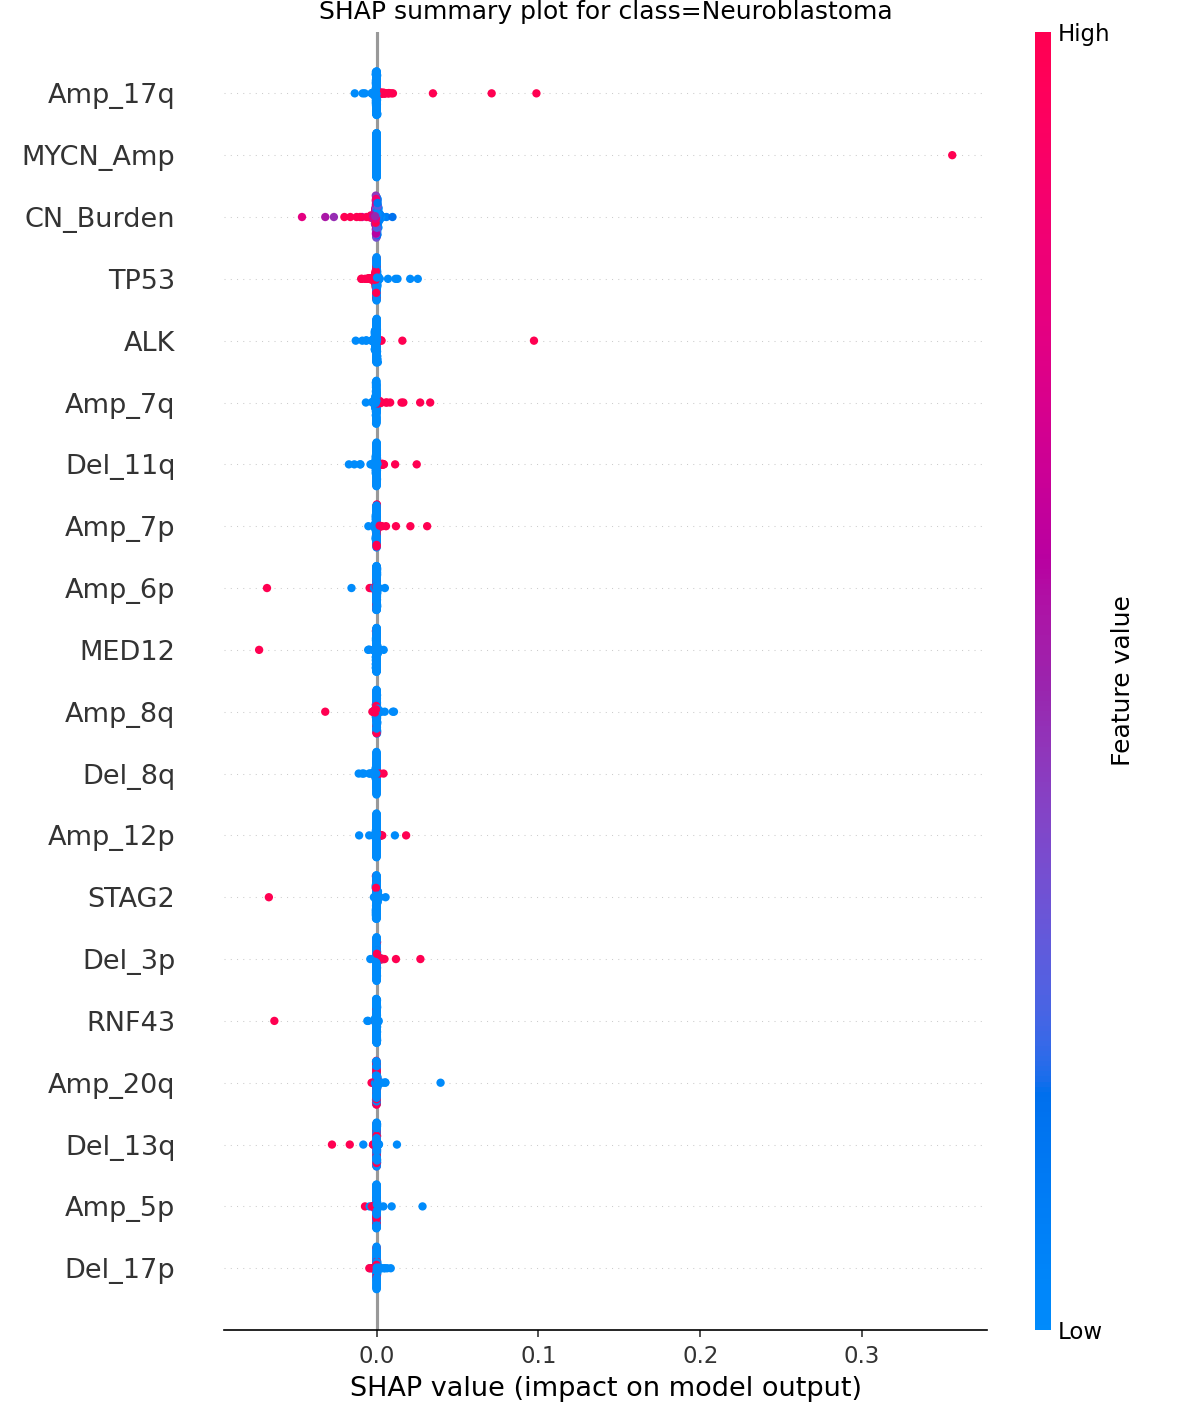 SHAP summary plot for class=Neuroblastoma
High
Amp_17q
MYCN_Amp
CN_Burden
TP53
ALK
Amp_7q
Del_11q
Amp_7p
Amp_6p
MED12
Amp_8q
Del_8q
Amp_12p
STAG2
Del_3p
RNF43
Amp_20q
Del_13q
Amp_5p
Del_17p
Feature value
Low
0.0 0.1 0.2 0.3
SHAP value (impact on model output)